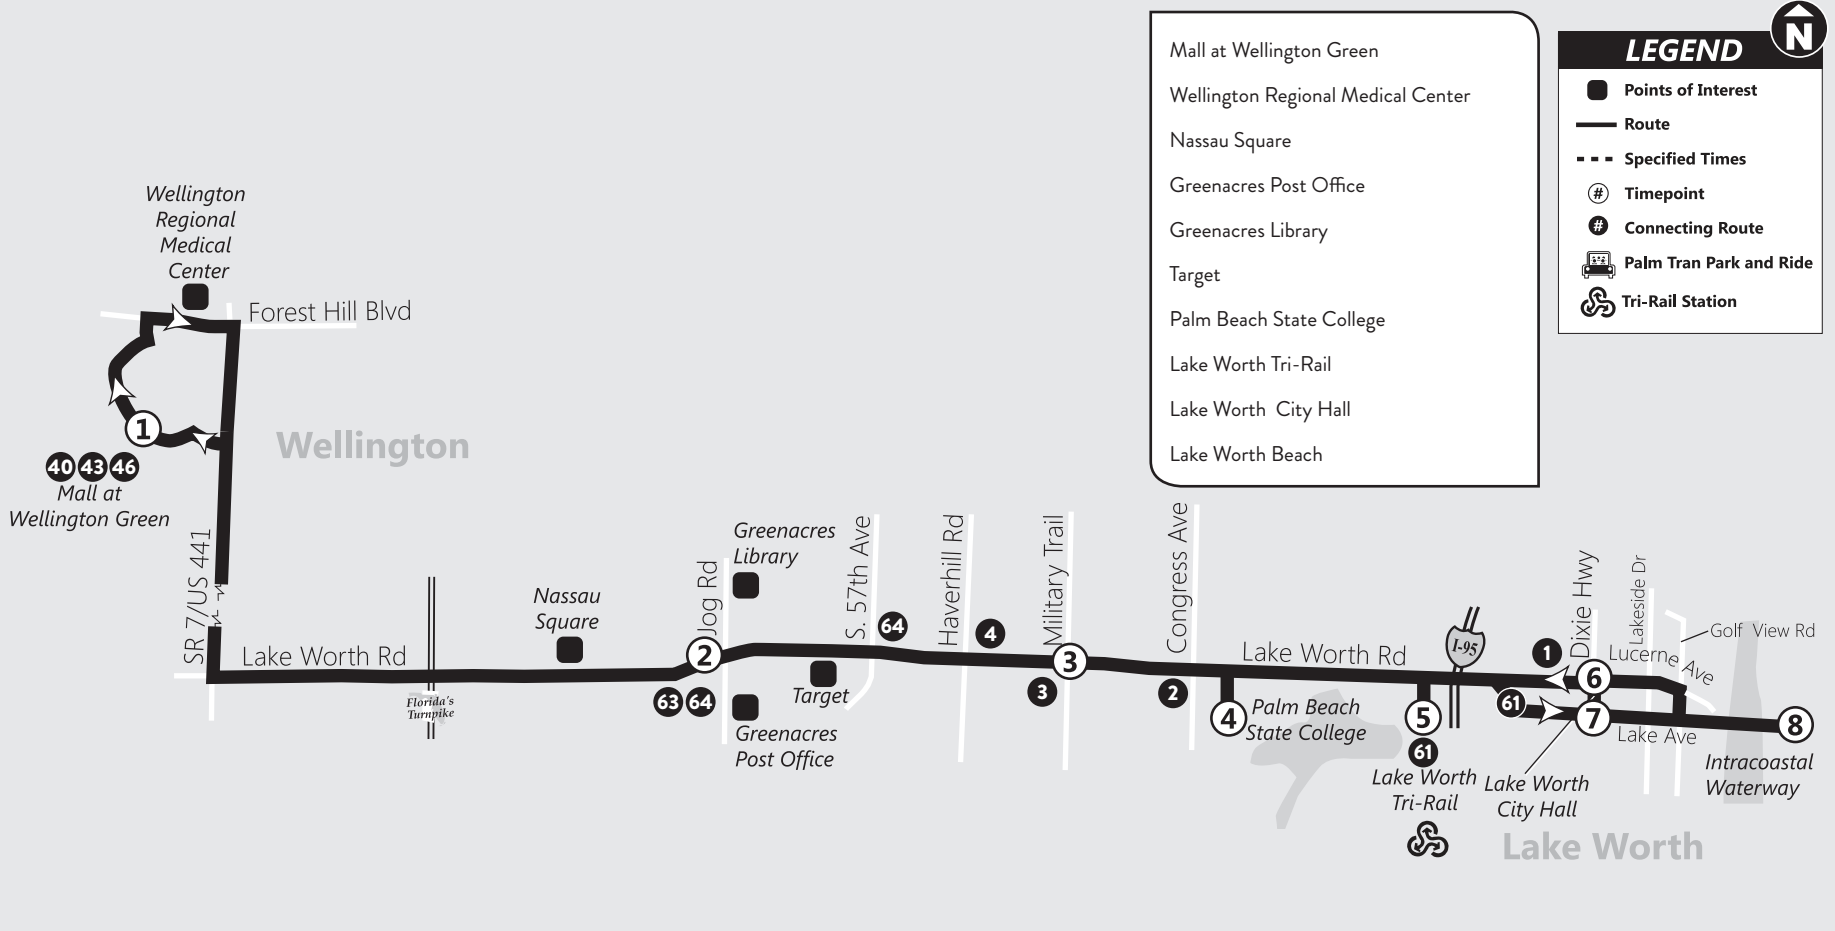 Mall at Wellington Green
Wellington Regional Medical Center
Nassau Square
Greenacres Post Office
Greenacres Library
Target
Palm Beach State College
Lake Worth Tri-Rail
Lake Worth  City Hall
Lake Worth Beach
N
LEGEND
Points of Interest
Route
Specified Times
# Timepoint
# Connecting Route
Palm Tran Park and Ride
Tri-Rail Station
Wellington
Regional
Medical
Center
Forest Hill Blvd
1
40 43 46
Mall at
Wellington Green
Wellington
SR 7/US 441
Lake Worth Rd
Florida's
Turnpike
Nassau
Square
Greenacres
Library
Jog Rd
2
63 64
Greenacres
Post Office
Target
S. 57th Ave
64
Haverhill Rd
4
Military Trail
3
3
Congress Ave
2
4
Palm Beach
State College
Lake Worth Rd
5
61
Lake Worth
Tri-Rail
I-95
1
61
Dixie Hwy
6
7
Lake Worth
City Hall
Lakeside Dr
Lucerne Ave
Golf View Rd
Lake Ave
8
Intracoastal
Waterway
Lake Worth